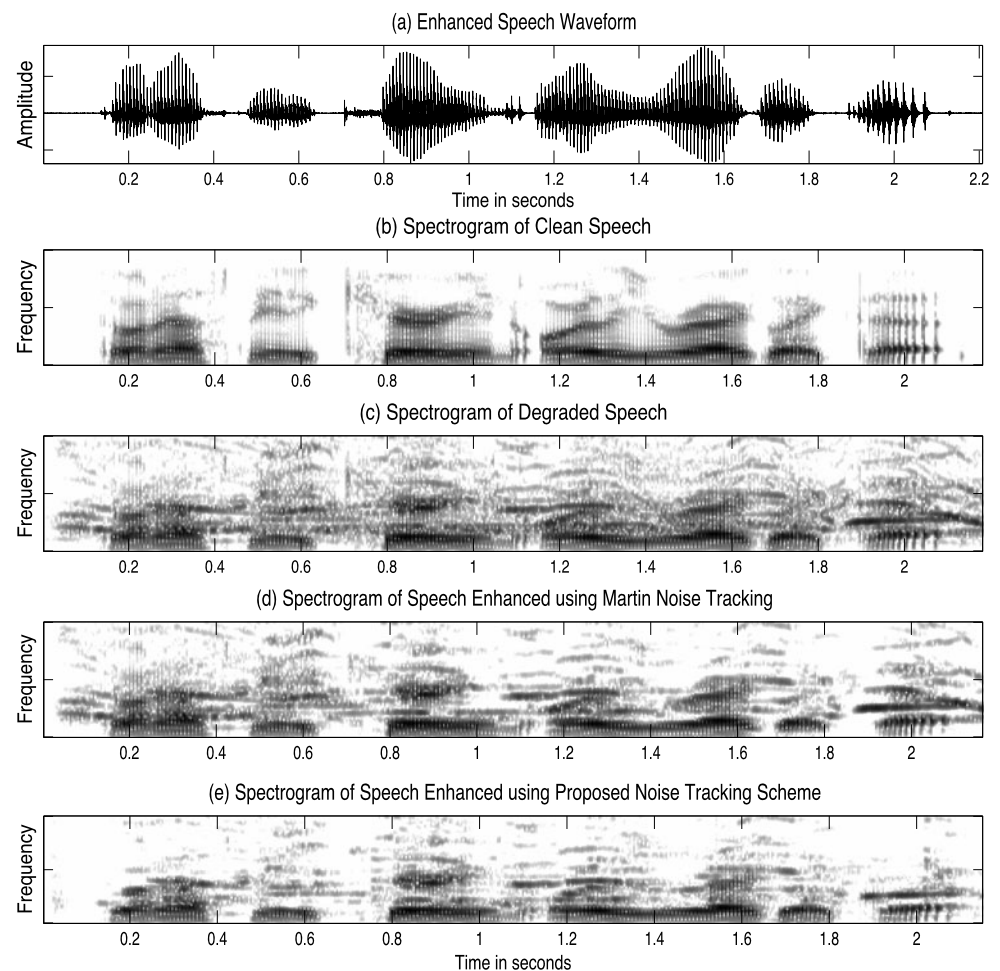 (a) Enhanced Speech Waveform
Amplitude
0.2 0.4 0.6 0.8 1 1.2 1.4 1.6 1.8 2 2.2
Time in seconds
(b) Spectrogram of Clean Speech
Frequency
0.2 0.4 0.6 0.8 1 1.2 1.4 1.6 1.8 2
(c) Spectrogram of Degraded Speech
Frequency
0.2 0.4 0.6 0.8 1 1.2 1.4 1.6 1.8 2
(d) Spectrogram of Speech Enhanced using Martin Noise Tracking
Frequency
0.2 0.4 0.6 0.8 1 1.2 1.4 1.6 1.8 2
(e) Spectrogram of Speech Enhanced using Proposed Noise Tracking Scheme
Frequency
0.2 0.4 0.6 0.8 1 1.2 1.4 1.6 1.8 2
Time in seconds